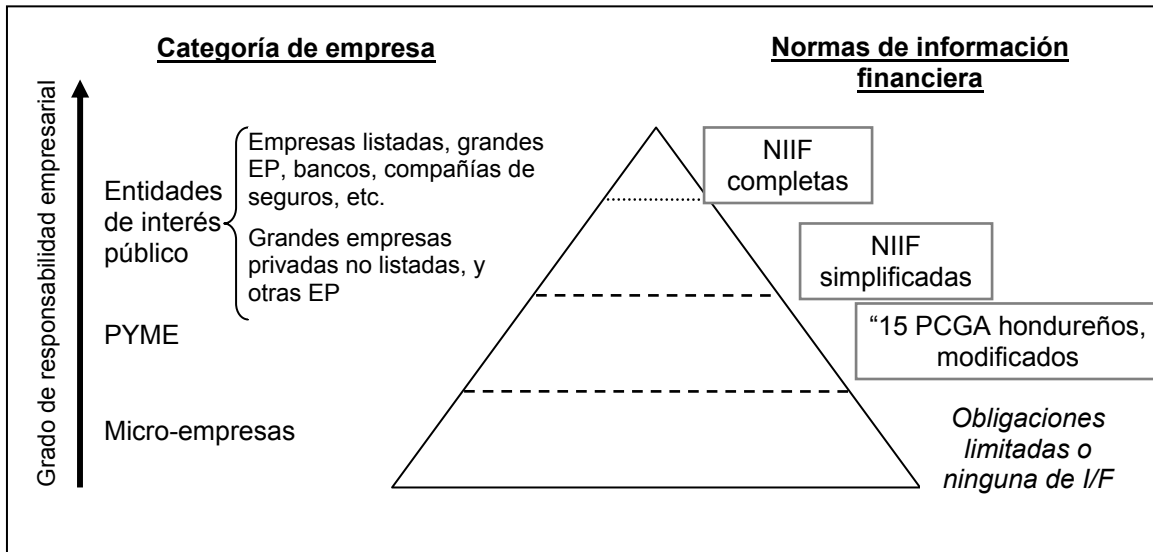 Categoría de empresa
Normas de información
financiera
Grado de responsabilidad empresarial
Entidades
de interés
público
Empresas listadas, grandes
EP, bancos, compañías de
seguros, etc.
Grandes empresas
privadas no listadas, y
otras EP
NIIF
completas
NIIF
simplificadas
PYME
“15 PCGA hondureños,
modificados
Micro-empresas
Obligaciones
limitadas o
ninguna de I/F